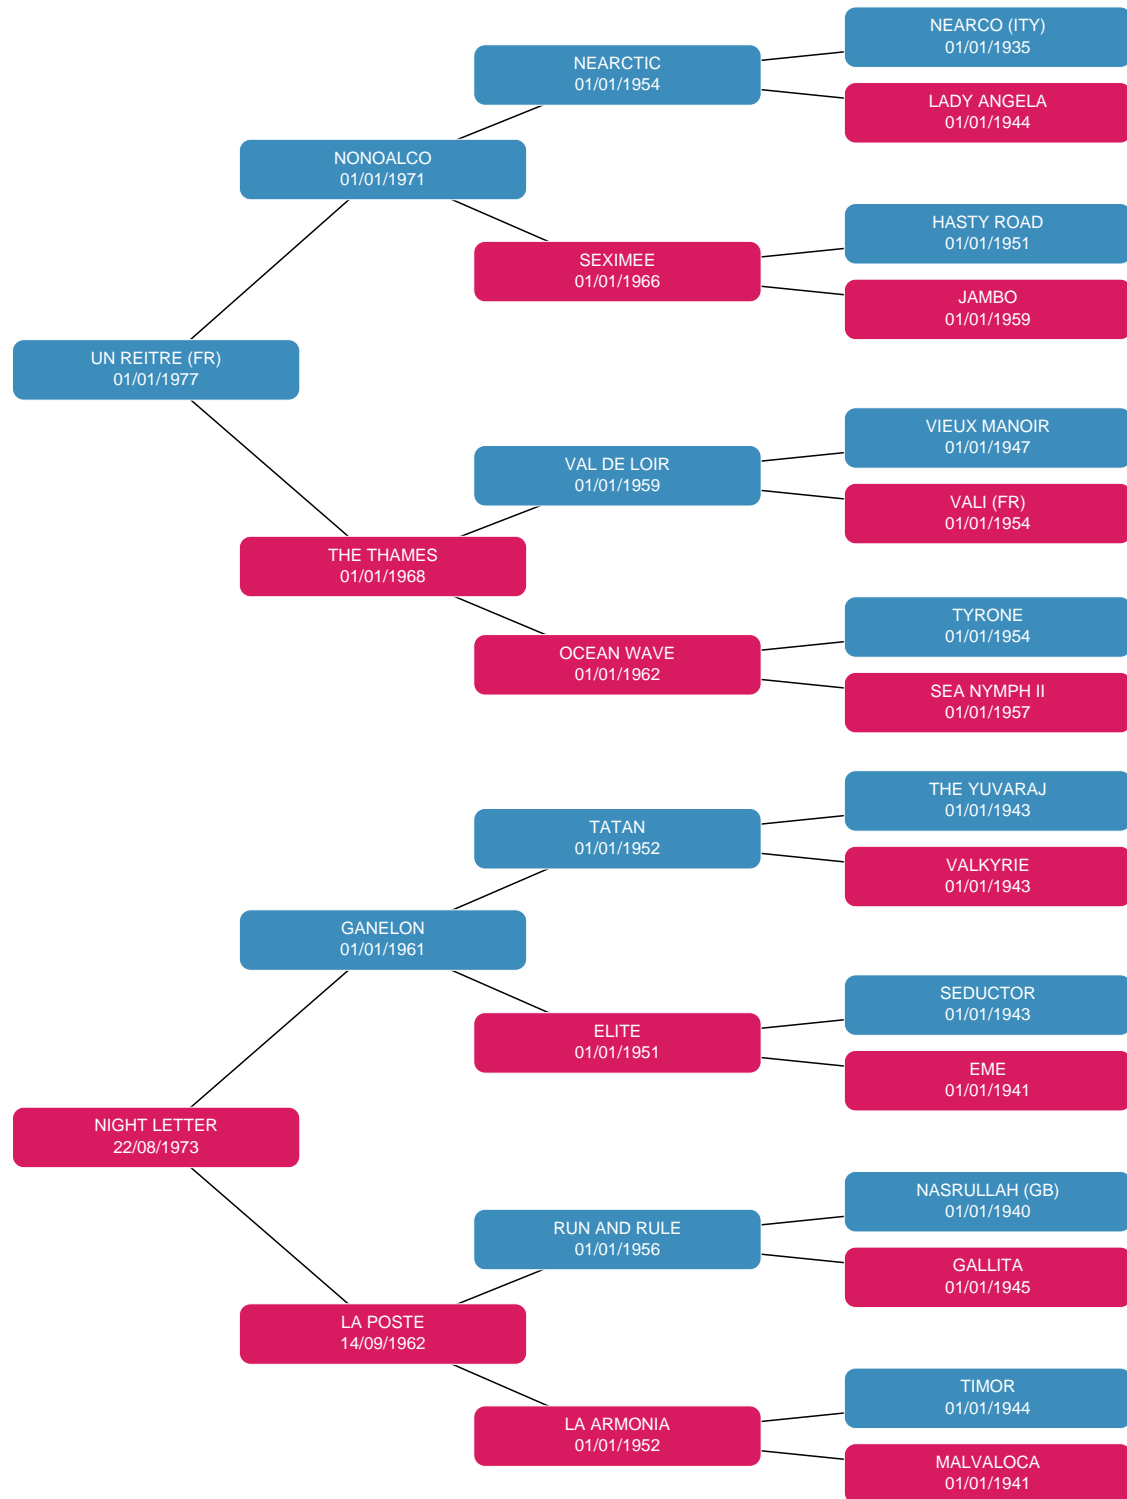 NEARCO (ITY)
01/01/1935
NEARCTIC
01/01/1954
LADY ANGELA
01/01/1944
NONOALCO
01/01/1971
HASTY ROAD
01/01/1951
SEXIMEE
01/01/1966
JAMBO
01/01/1959
UN REITRE (FR)
01/01/1977
VIEUX MANOIR
01/01/1947
VAL DE LOIR
01/01/1959
VALI (FR)
01/01/1954
THE THAMES
01/01/1968
TYRONE
01/01/1954
OCEAN WAVE
01/01/1962
SEA NYMPH II
01/01/1957
THE YUVARAJ
01/01/1943
TATAN
01/01/1952
VALKYRIE
01/01/1943
GANELON
01/01/1961
SEDUCTOR
01/01/1943
ELITE
01/01/1951
EME
01/01/1941
NIGHT LETTER
22/08/1973
NASRULLAH (GB)
01/01/1940
RUN AND RULE
01/01/1956
GALLITA
01/01/1945
LA POSTE
14/09/1962
TIMOR
01/01/1944
LA ARMONIA
01/01/1952
MALVALOCA
01/01/1941